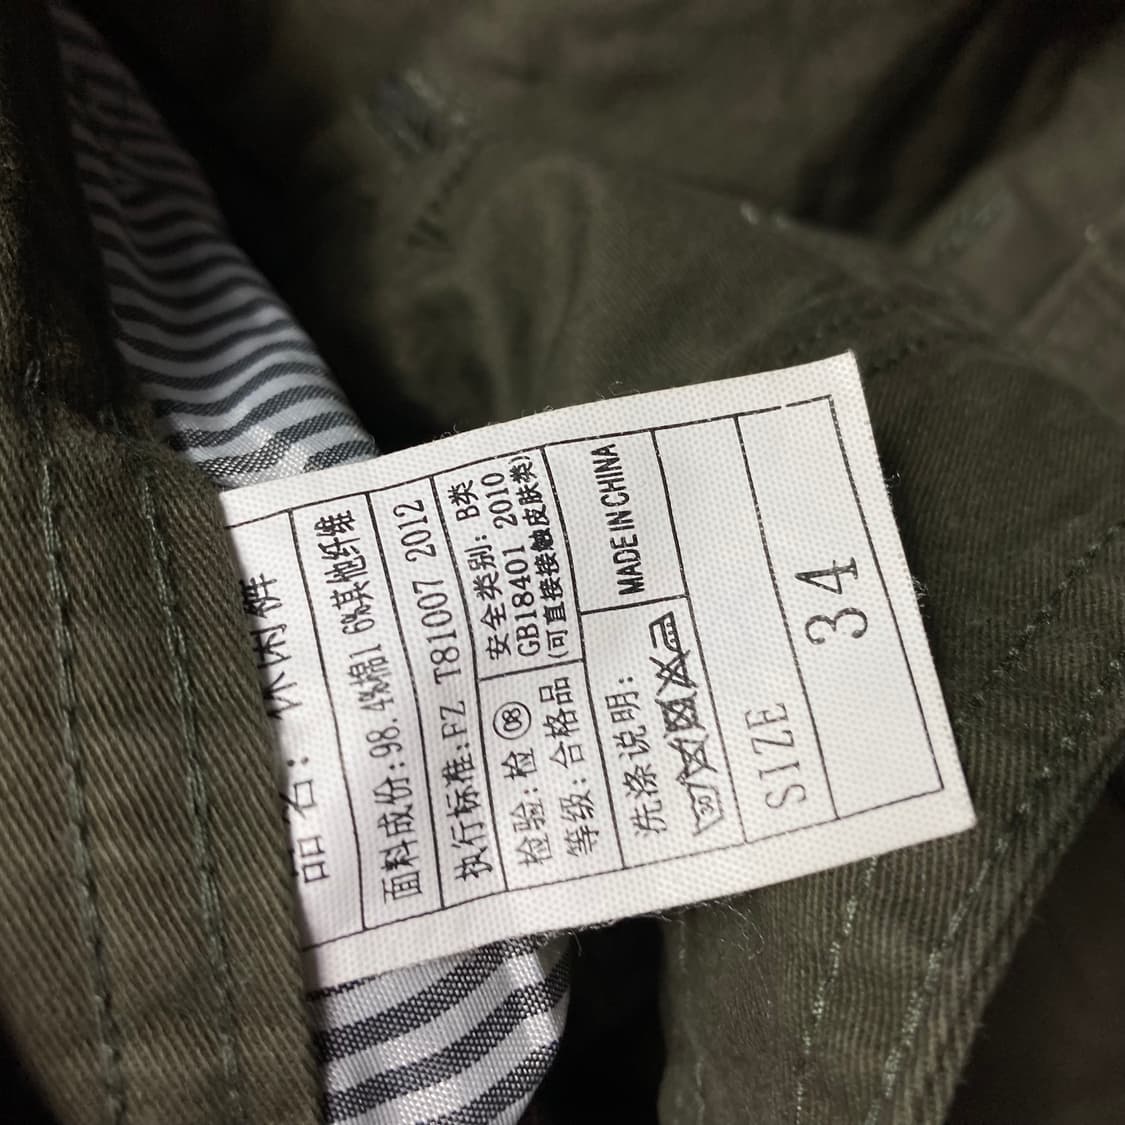 品名: 休闲裤
面料成份:98.4%棉1 6%其他纤维
执行标准:FZ T81007 2012
检验:检 08
等级:合格品
安全类别: B类
GB18401 2010
(可直接接触皮肤类)
洗涤说明:
MADE IN CHINA
SIZE
34